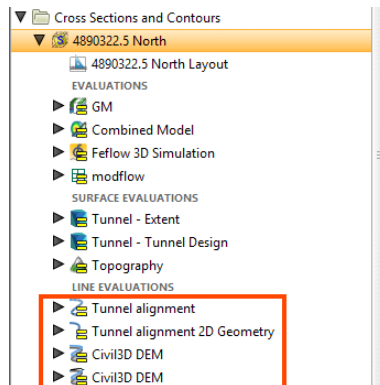 Cross Sections and Contours
4890322.5 North
4890322.5 North Layout
EVALUATIONS
GM
Combined Model
Feflow 3D Simulation
modflow
SURFACE EVALUATIONS
Tunnel - Extent
Tunnel - Tunnel Design
Topography
LINE EVALUATIONS
Tunnel alignment
Tunnel alignment 2D Geometry
Civil3D DEM
Civil3D DEM